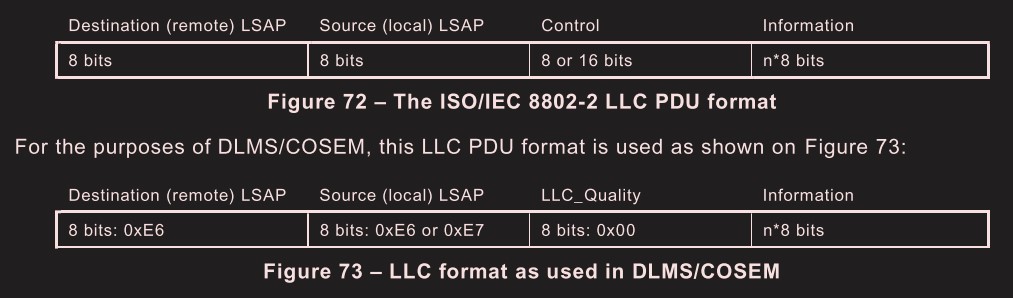 Destination (remote) LSAP Source (local) LSAP Control Information
8 bits 8 bits 8 or 16 bits n*8 bits
Figure 72 – The ISO/IEC 8802-2 LLC PDU format
For the purposes of DLMS/COSEM, this LLC PDU format is used as shown on Figure 73:
Destination (remote) LSAP Source (local) LSAP LLC_Quality Information
8 bits: 0xE6 8 bits: 0xE6 or 0xE7 8 bits: 0x00 n*8 bits
Figure 73 – LLC format as used in DLMS/COSEM